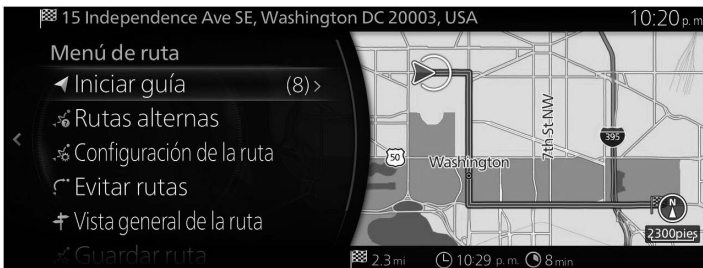 15 Independence Ave SE, Washington DC 20003, USA 10:20 p. m
Menú de ruta
Iniciar guía (8) >
Rutas alternas
Configuración de la ruta
Evitar rutas
Vista general de la ruta
Guardar ruta
7th St NW
395
50
Washington
N
2300pies
2.3 mi 10:29 p. m. 8 min